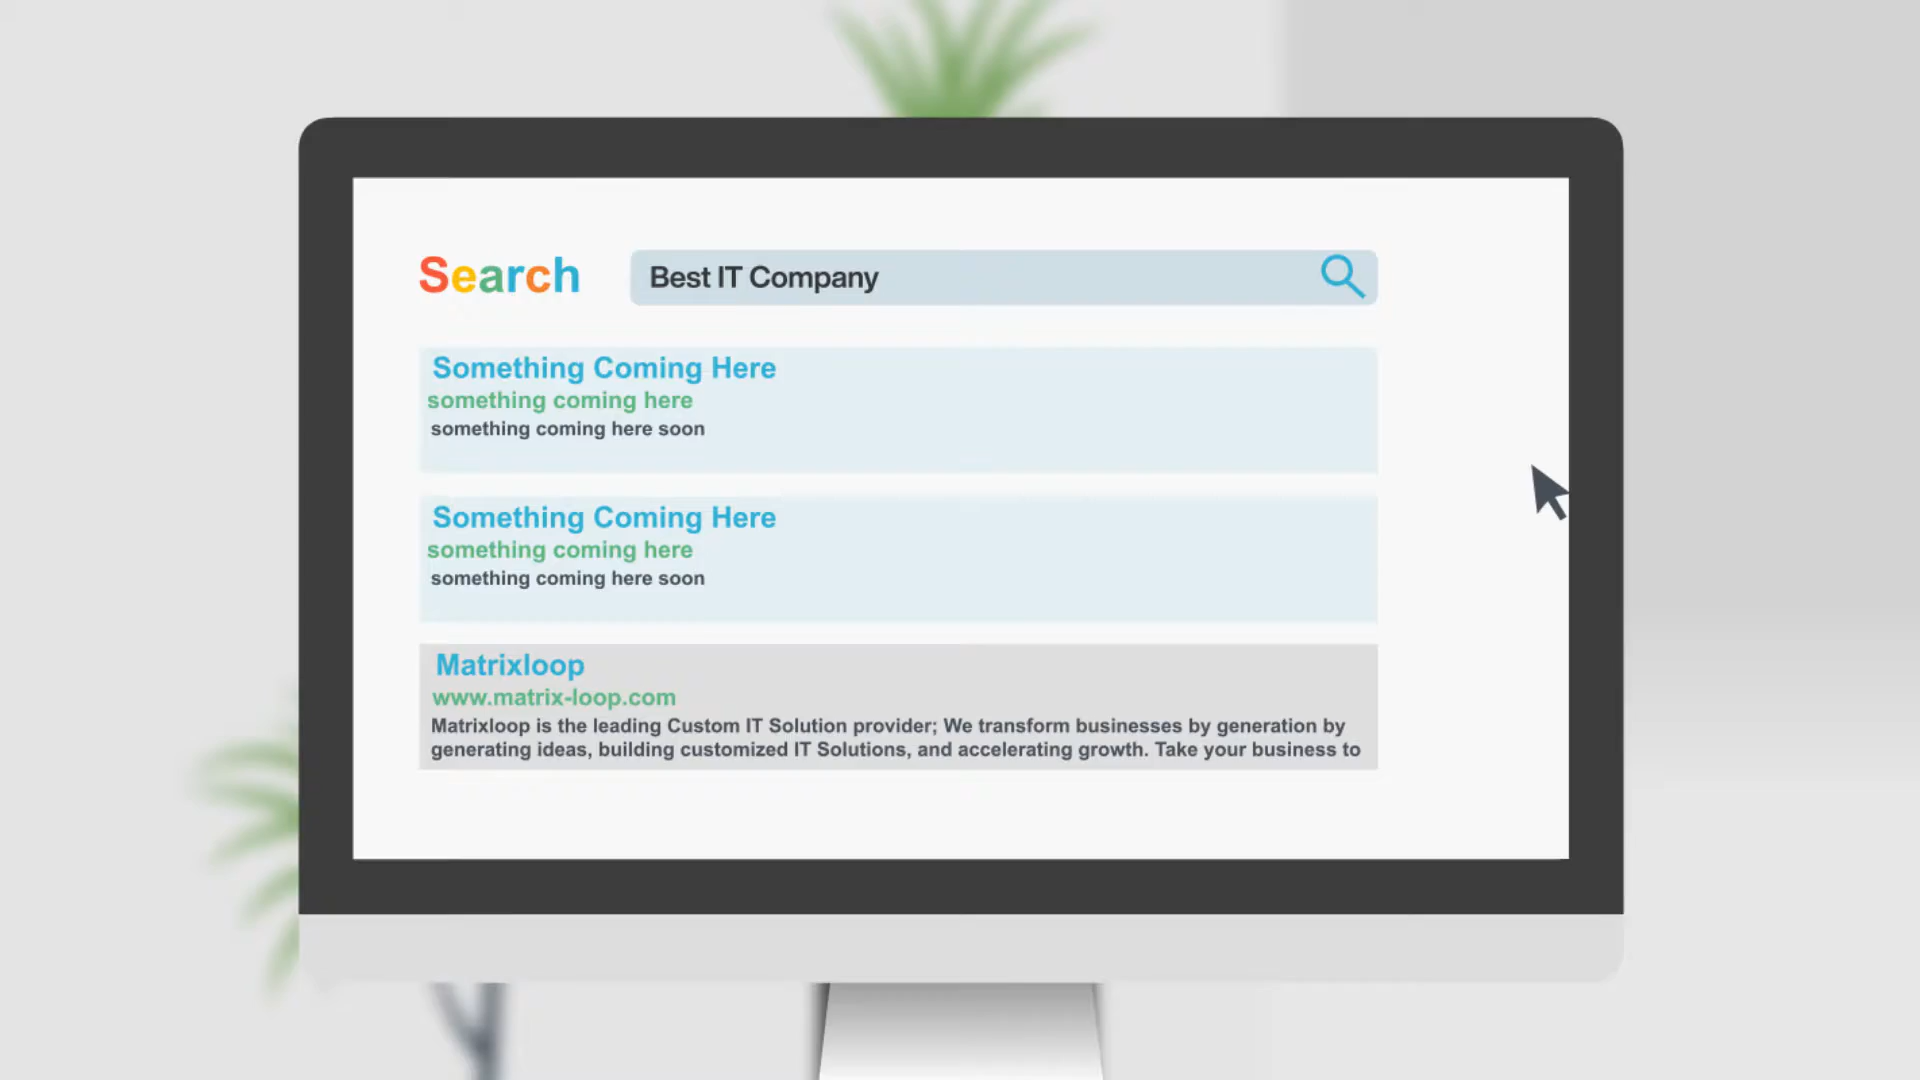 Search
Best IT Company
Something Coming Here
something coming here
something coming here soon
Something Coming Here
something coming here
something coming here soon
Matrixloop
www.matrix-loop.com
Matrixloop is the leading Custom IT Solution provider; We transform businesses by generation by
generating ideas, building customized IT Solutions, and accelerating growth. Take your business to